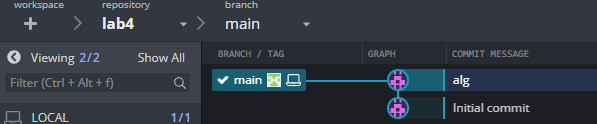 workspace
repository
branch
lab4
main
Viewing 2/2
Show All
BRANCH / TAG
GRAPH
COMMIT MESSAGE
Filter (Ctrl + Alt + f)
main
alg
Initial commit
LOCAL
1/1